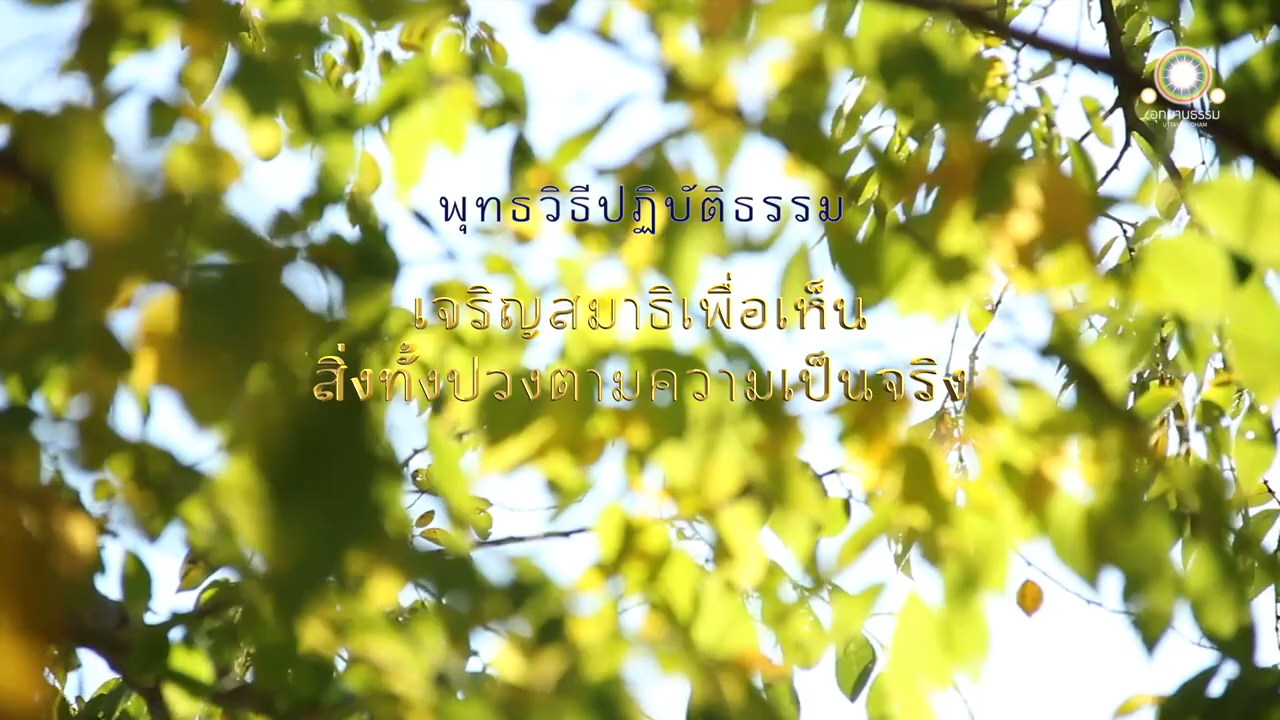 อุทยานธรรม
พุทธวิธีปฏิบัติธรรม
เจริญสมาธิเพื่อเห็น
สิ่งทั้งปวงตามความเป็นจริง